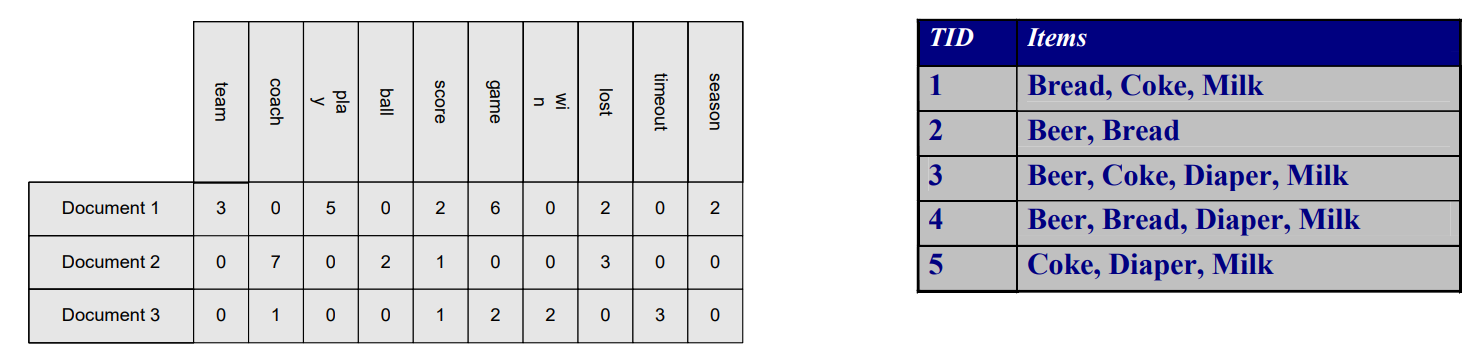 team coach play ball score game win lost timeout season
Document 1 3 0 5 0 2 6 0 2 0 2
Document 2 0 7 0 2 1 0 0 3 0 0
Document 3 0 1 0 0 1 2 2 0 3 0
TID Items
1 Bread, Coke, Milk
2 Beer, Bread
3 Beer, Coke, Diaper, Milk
4 Beer, Bread, Diaper, Milk
5 Coke, Diaper, Milk